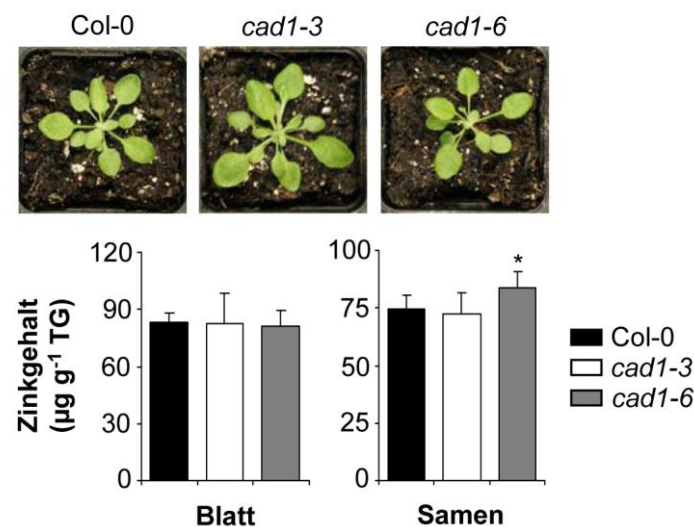 Col-0
cad1-3
cad1-6
Zinkgehalt
(µg g⁻¹ TG)
120
90
60
30
0
Blatt
100
75
50
25
0
*
Samen
Col-0
cad1-3
cad1-6